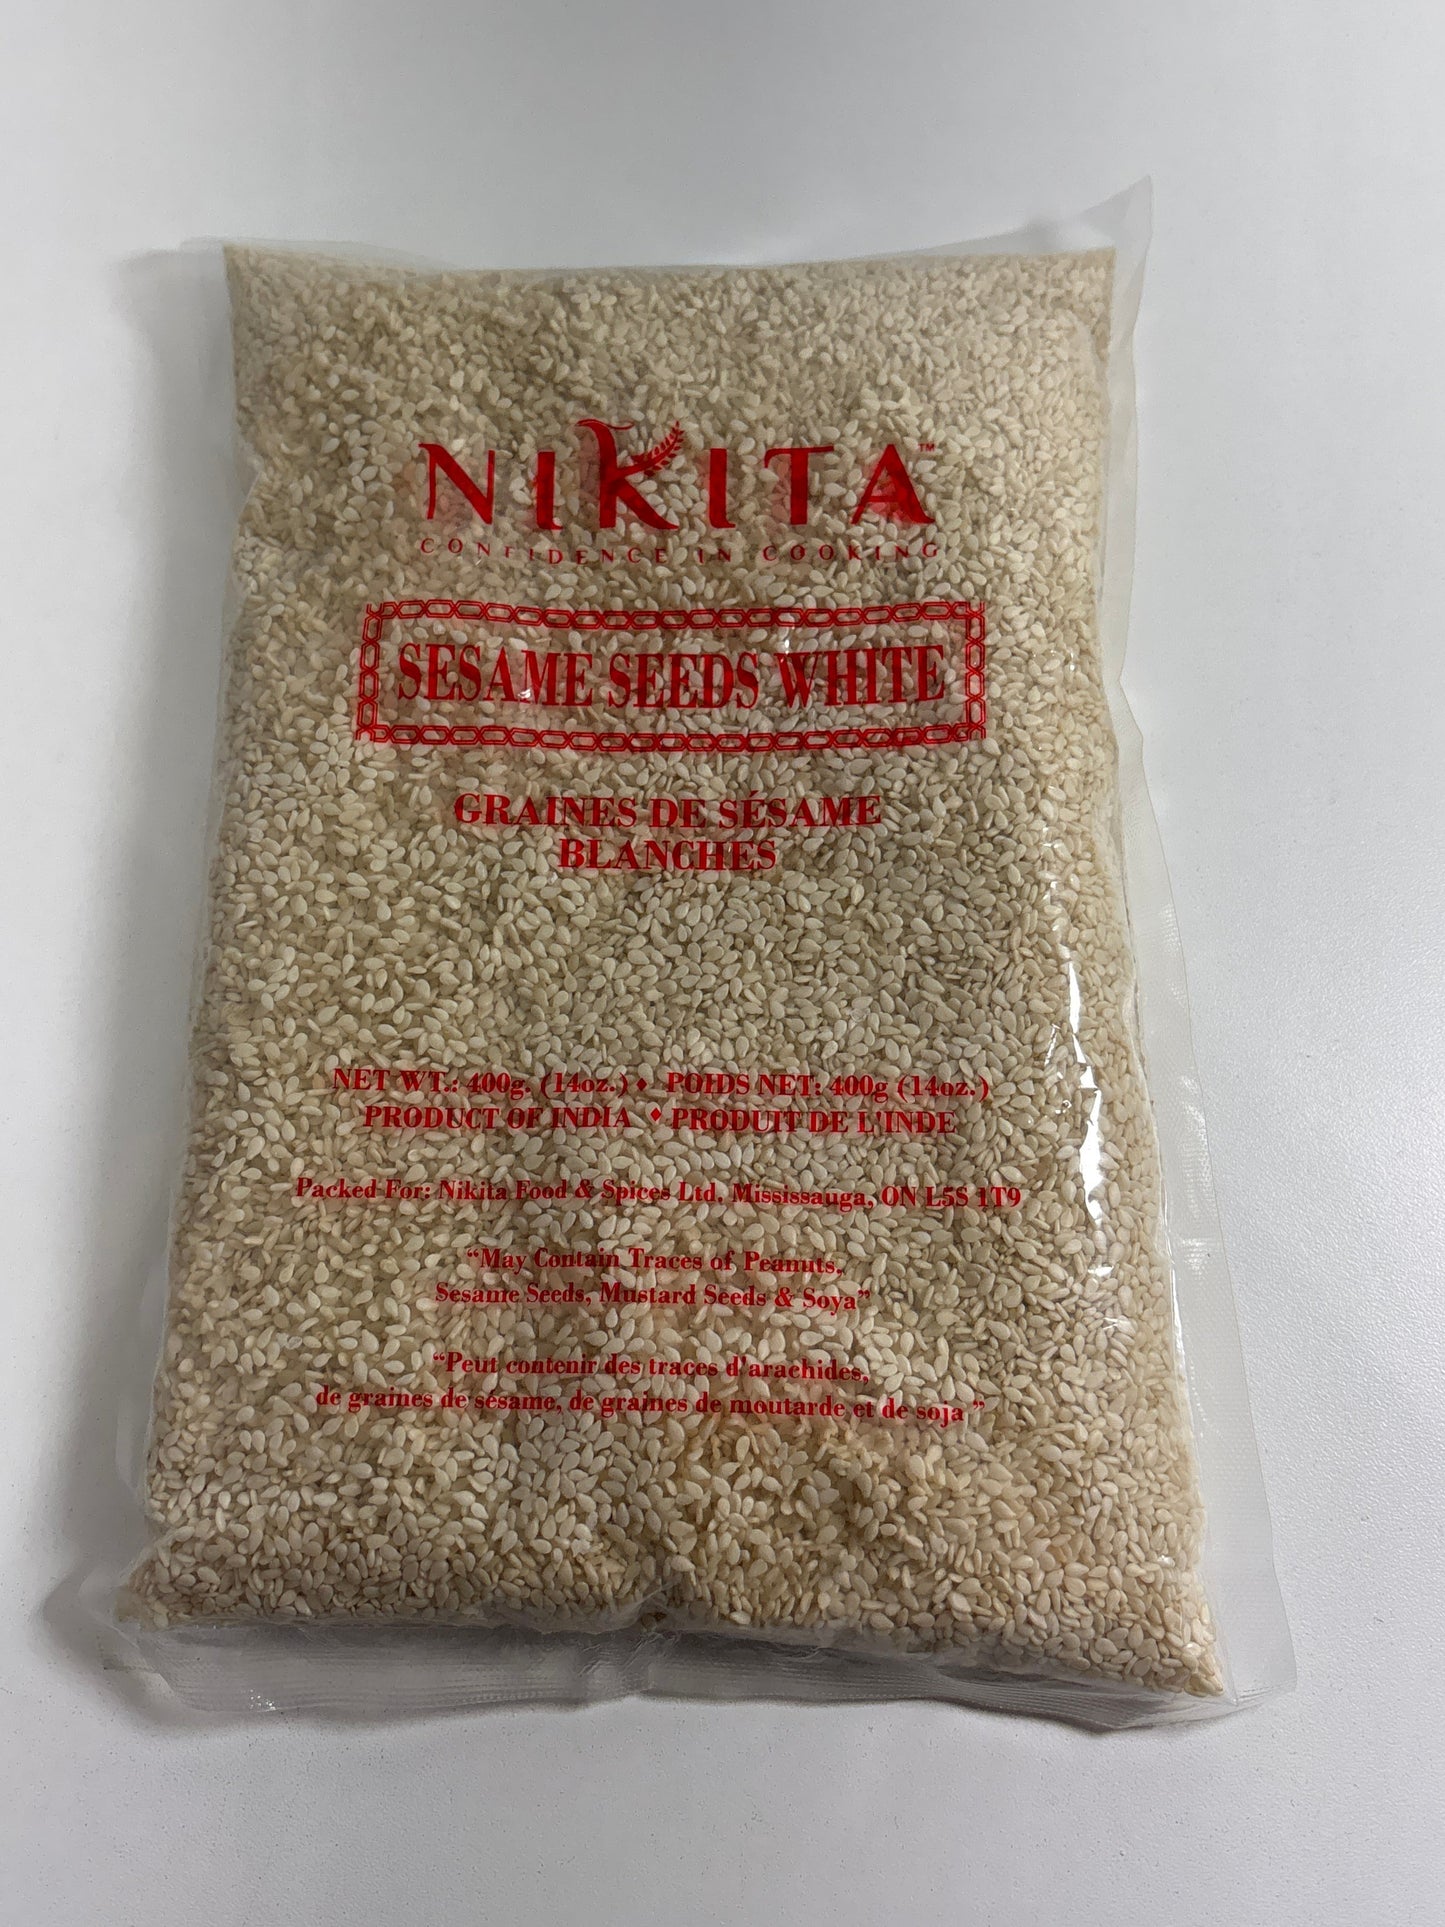 NIKITA™
CONFIDENCE IN COOKING
SESAME SEEDS WHITE
GRAINES DE SÉSAME
BLANCHES
NET WT.: 400g. (14oz.) ♦ POIDS NET: 400g (14oz.)
PRODUCT OF INDIA ♦ PRODUIT DE L'INDE
Packed For: Nikita Food & Spices Ltd, Mississauga, ON L5S 1T9
“May Contain Traces of Peanuts,
Sesame Seeds, Mustard Seeds & Soya”
“Peut contenir des traces d'arachides,
de graines de sésame, de graines de moutarde et de soja ”